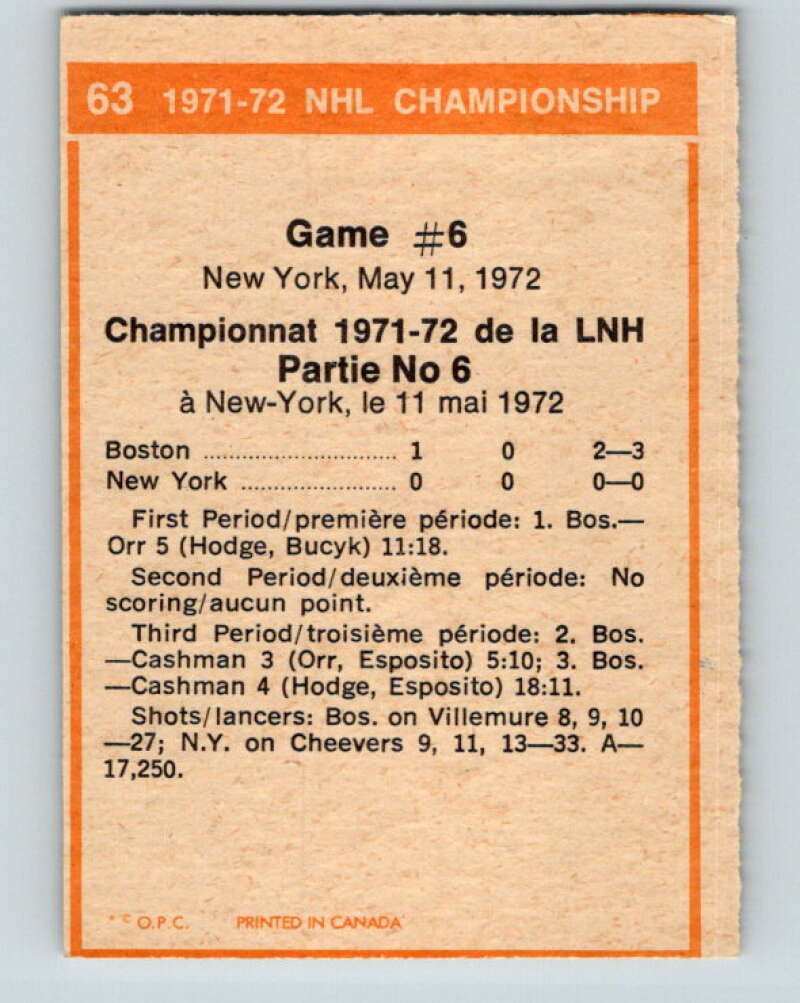 63 1971-72 NHL CHAMPIONSHIP
Game #6
New York, May 11, 1972
Championnat 1971-72 de la LNH
Partie No 6
à New-York, le 11 mai 1972
Boston ............................ 1 0 2—3
New York ....................... 0 0 0—0
First Period/première période: 1. Bos.—
Orr 5 (Hodge, Bucyk) 11:18.
Second Period/deuxième période: No
scoring/aucun point.
Third Period/troisième période: 2. Bos.
—Cashman 3 (Orr, Esposito) 5:10; 3. Bos.
—Cashman 4 (Hodge, Esposito) 18:11.
Shots/lancers: Bos. on Villemure 8, 9, 10
—27; N.Y. on Cheevers 9, 11, 13—33. A—
17,250.
* © O.P.C. PRINTED IN CANADA